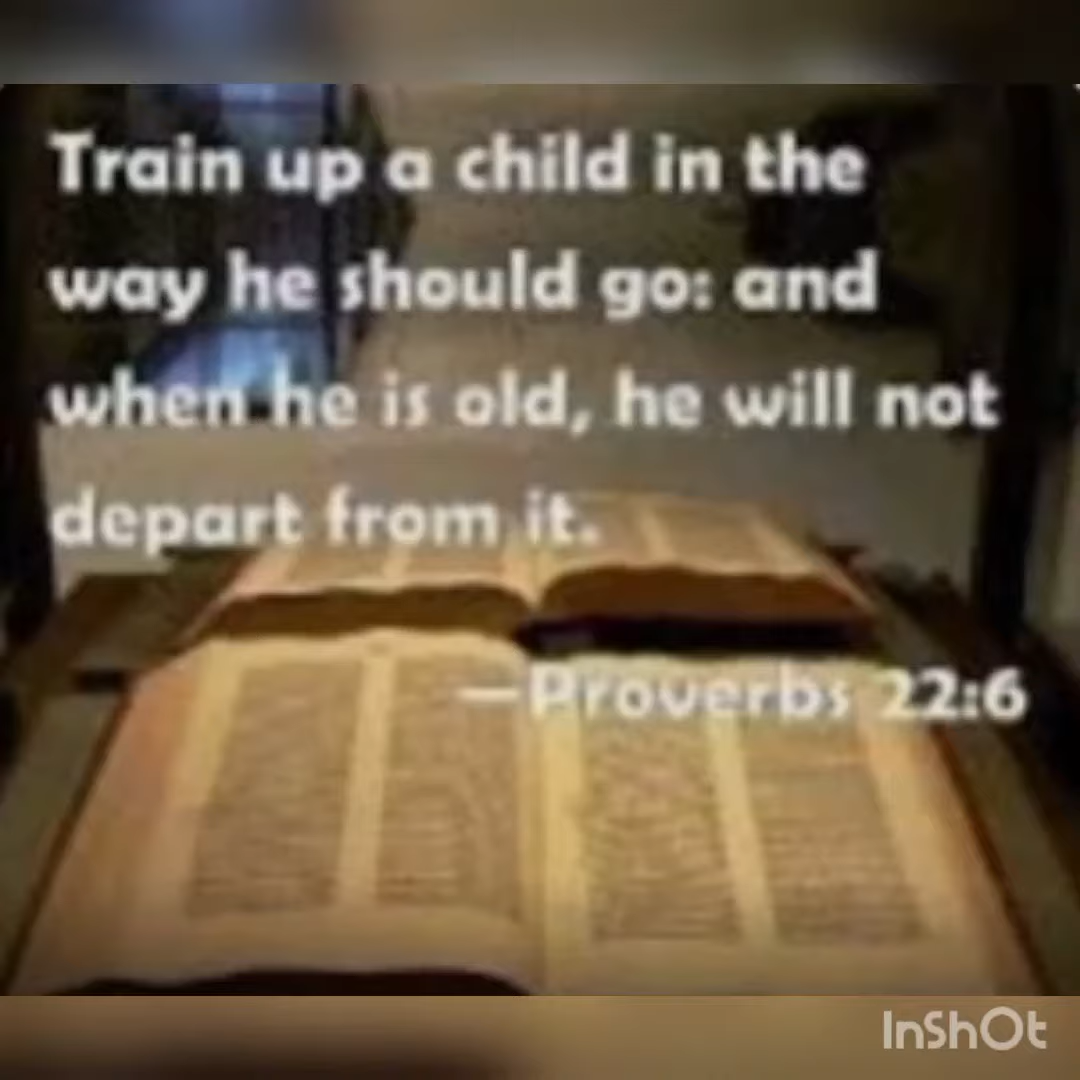 Train up a child in the
way he should go: and
when he is old, he will not
depart from it.
—Proverbs 22:6
InShOt